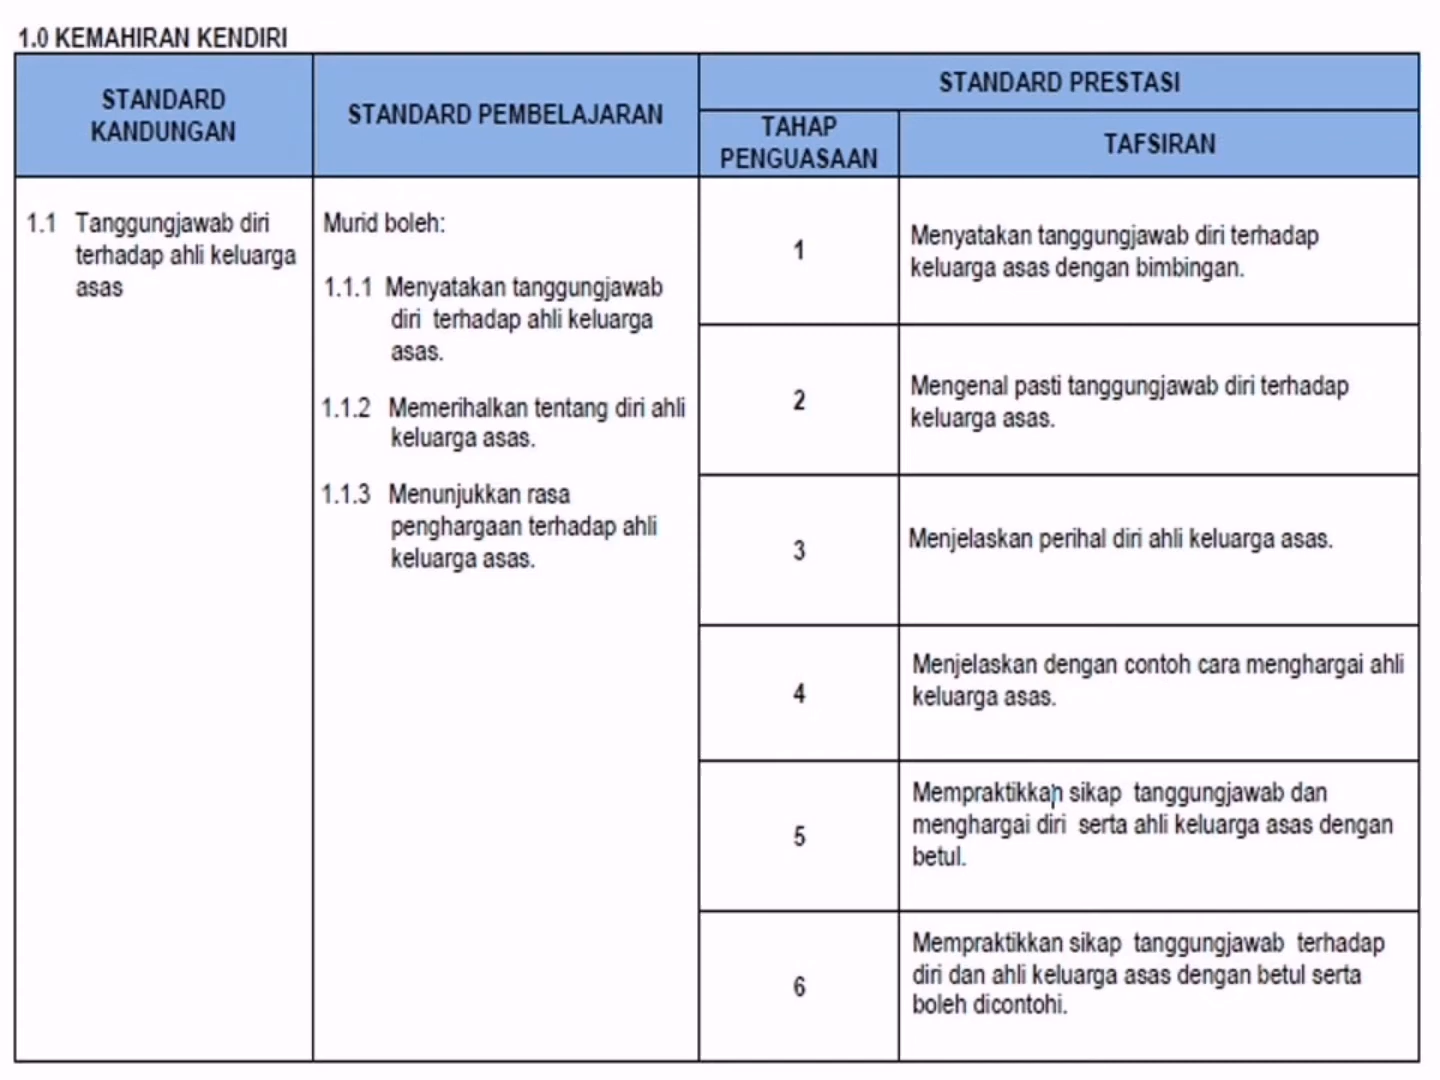 1.0 KEMAHIRAN KENDIRI
STANDARD
KANDUNGAN
STANDARD PEMBELAJARAN
STANDARD PRESTASI
TAHAP
PENGUASAAN
TAFSIRAN
1.1 Tanggungjawab diri
terhadap ahli keluarga
asas
Murid boleh:
1.1.1 Menyatakan tanggungjawab
diri terhadap ahli keluarga
asas.
1.1.2 Memerihalkan tentang diri ahli
keluarga asas.
1.1.3 Menunjukkan rasa
penghargaan terhadap ahli
keluarga asas.
1
Menyatakan tanggungjawab diri terhadap
keluarga asas dengan bimbingan.
2
Mengenal pasti tanggungjawab diri terhadap
keluarga asas.
3
Menjelaskan perihal diri ahli keluarga asas.
4
Menjelaskan dengan contoh cara menghargai ahli
keluarga asas.
5
Mempraktikkan sikap tanggungjawab dan
menghargai diri serta ahli keluarga asas dengan
betul.
6
Mempraktikkan sikap tanggungjawab terhadap
diri dan ahli keluarga asas dengan betul serta
boleh dicontohi.